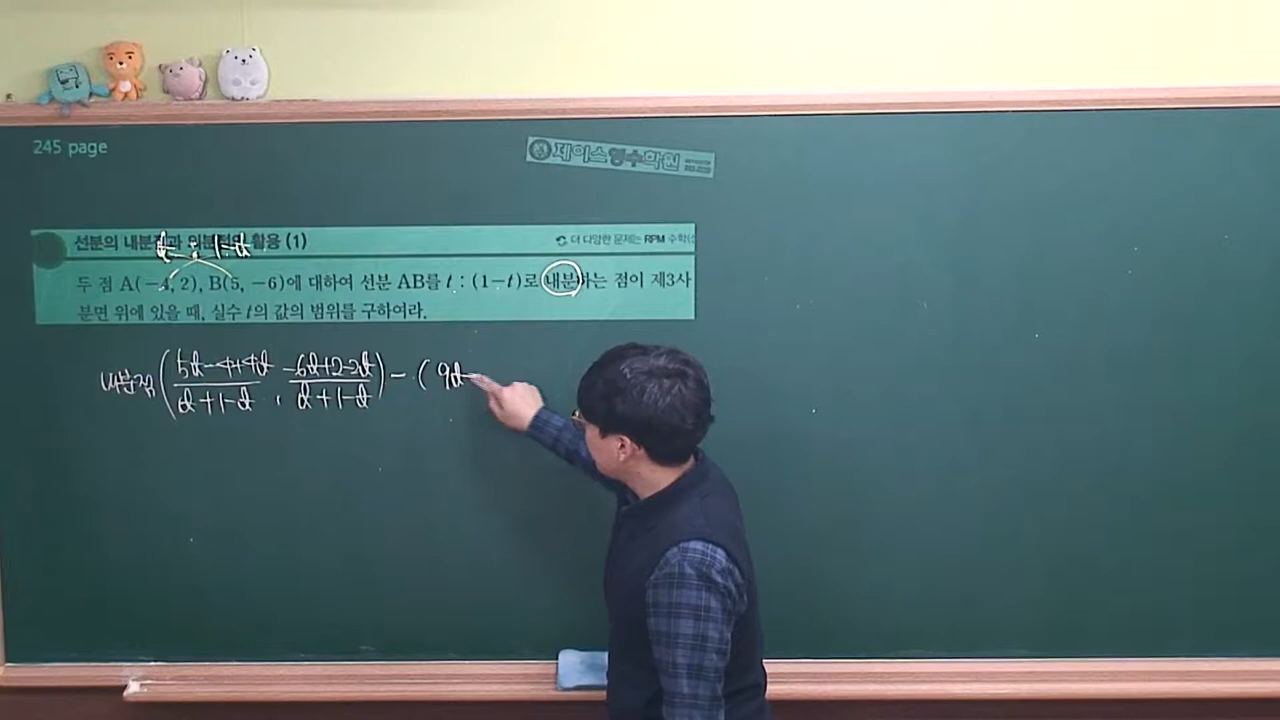 245 page
제이스영수학원
t : 1-t
선분의 내분점과 외분점의 활용 (1)
더 다양한 문제는 RPM 수학(상
두 점 A(-4, 2), B(5, -6)에 대하여 선분 AB를 t : (1-t)로 내분하는 점이 제3사
분면 위에 있을 때, 실수 t의 값의 범위를 구하여라.
내분점 ( (5t-4+4t)/(t+1-t) , (-6t+2-2t)/(t+1-t) ) - ( 9t-